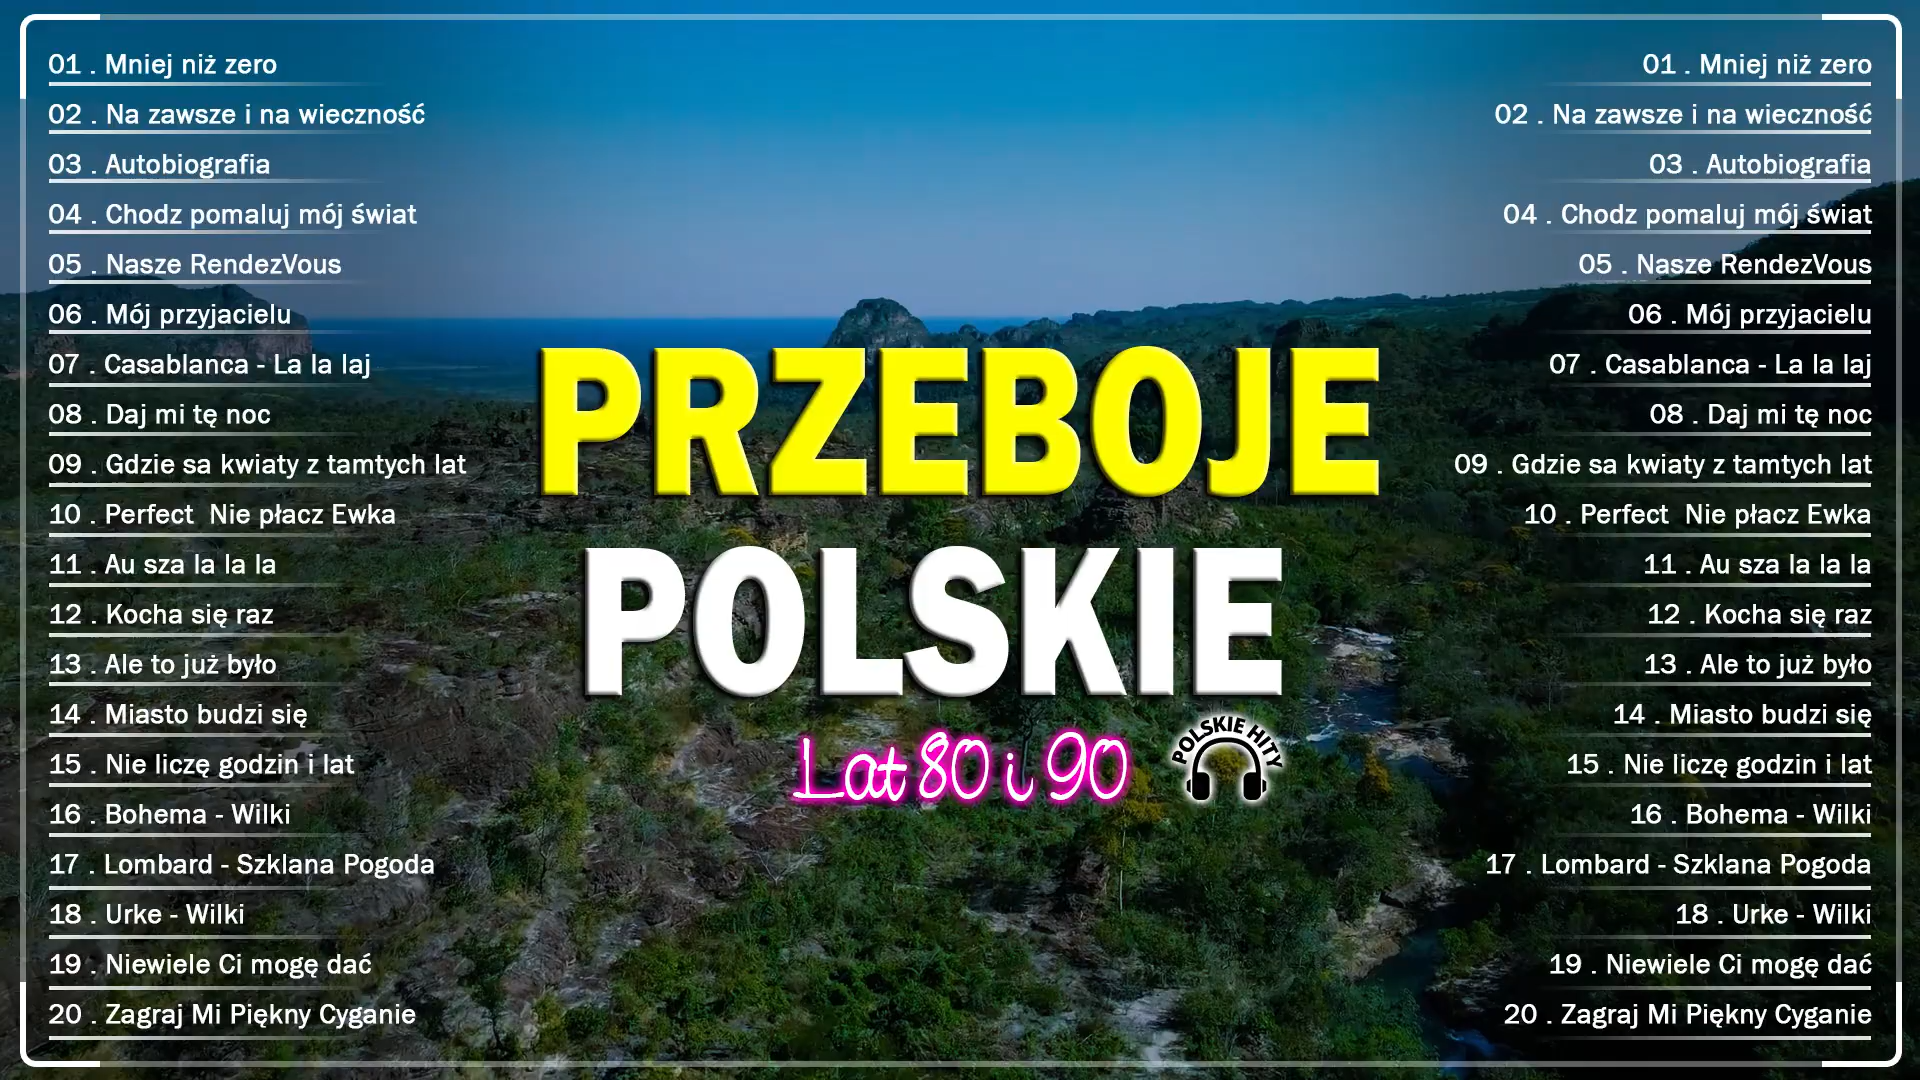 01 . Mniej niż zero
02 . Na zawsze i na wieczność
03 . Autobiografia
04 . Chodz pomaluj mój świat
05 . Nasze RendezVous
06 . Mój przyjacielu
07 . Casablanca - La la laj
08 . Daj mi tę noc
09 . Gdzie sa kwiaty z tamtych lat
10 . Perfect  Nie płacz Ewka
11 . Au sza la la la
12 . Kocha się raz
13 . Ale to już było
14 . Miasto budzi się
15 . Nie liczę godzin i lat
16 . Bohema - Wilki
17 . Lombard - Szklana Pogoda
18 . Urke - Wilki
19 . Niewiele Ci mogę dać
20 . Zagraj Mi Piękny Cyganie
PRZEBOJE
POLSKIE
Lat 80 i 90
POLSKIE HITY
01 . Mniej niż zero
02 . Na zawsze i na wieczność
03 . Autobiografia
04 . Chodz pomaluj mój świat
05 . Nasze RendezVous
06 . Mój przyjacielu
07 . Casablanca - La la laj
08 . Daj mi tę noc
09 . Gdzie sa kwiaty z tamtych lat
10 . Perfect  Nie płacz Ewka
11 . Au sza la la la
12 . Kocha się raz
13 . Ale to już było
14 . Miasto budzi się
15 . Nie liczę godzin i lat
16 . Bohema - Wilki
17 . Lombard - Szklana Pogoda
18 . Urke - Wilki
19 . Niewiele Ci mogę dać
20 . Zagraj Mi Piękny Cyganie